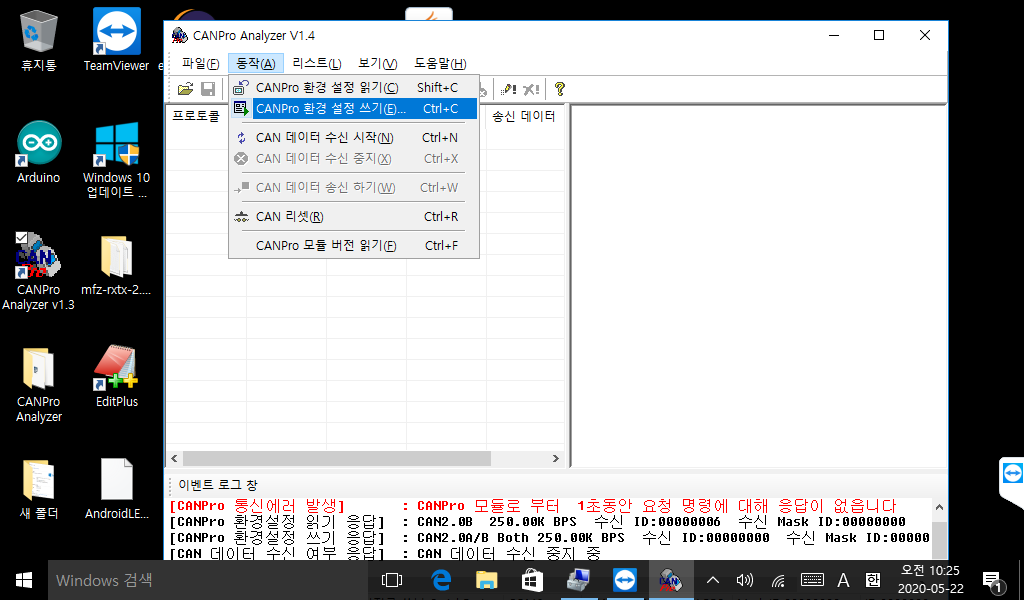 휴지통
TeamViewer
e
Arduino
Windows 10
업데이트 ...
CANPro
Analyzer v1.3
mfz-rxtx-2....
CANPro
Analyzer
EditPlus
새 폴더
AndroidLE...
CANPro Analyzer V1.4
파일(F) 동작(A) 리스트(L) 보기(V) 도움말(H)
CANPro 환경 설정 읽기(C) Shift+C
CANPro 환경 설정 쓰기(E)... Ctrl+C
CAN 데이터 수신 시작(N) Ctrl+N
CAN 데이터 수신 중지(X) Ctrl+X
CAN 데이터 송신 하기(W) Ctrl+W
CAN 리셋(R) Ctrl+R
CANPro 모듈 버전 읽기(F) Ctrl+F
프로토콜 송신 데이터
이벤트 로그 창
[CANPro 통신에러 발생] : CANPro 모듈로 부터 1초동안 요청 명령에 대해 응답이 없습니다
[CANPro 환경설정 읽기 응답] : CAN2.0B 250.00K BPS 수신 ID:00000006 수신 Mask ID:00000000
[CANPro 환경설정 쓰기 응답] : CAN2.0A/B Both 250.00K BPS 수신 ID:00000000 수신 Mask ID:00000
[CAN 데이터 수신 여부 응답] : CAN 데이터 수신 중지 중
Windows 검색
A 한
오전 10:25
2020-05-22
1